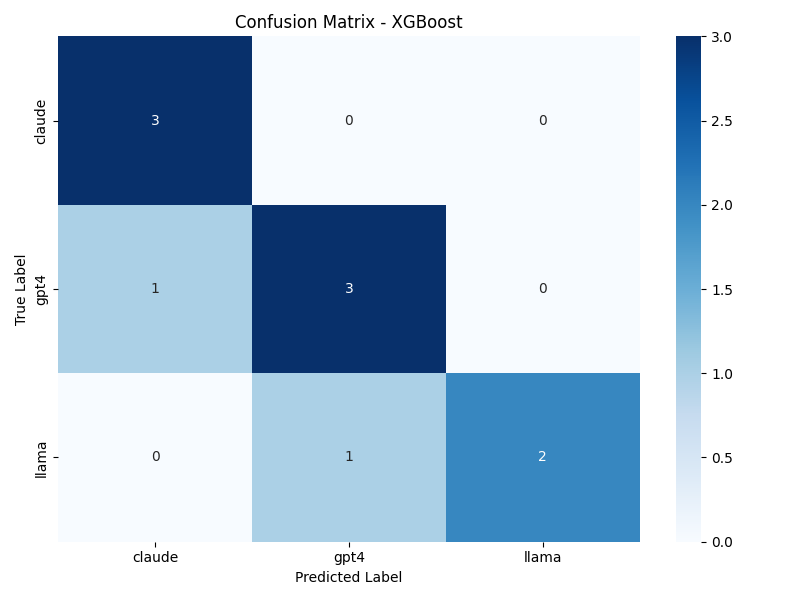 Confusion Matrix - XGBoost
True Label
claude
gpt4
llama
3 0 0
1 3 0
0 1 2
claude gpt4 llama
Predicted Label
3.0
2.5
2.0
1.5
1.0
0.5
0.0